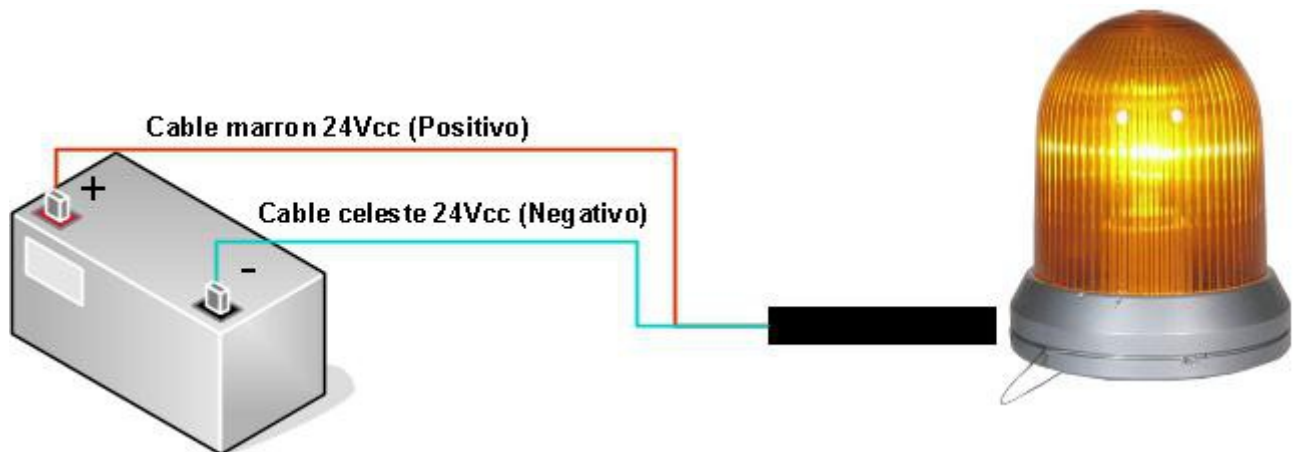 Cable marron 24Vcc (Positivo)
+
Cable celeste 24Vcc (Negativo)
-